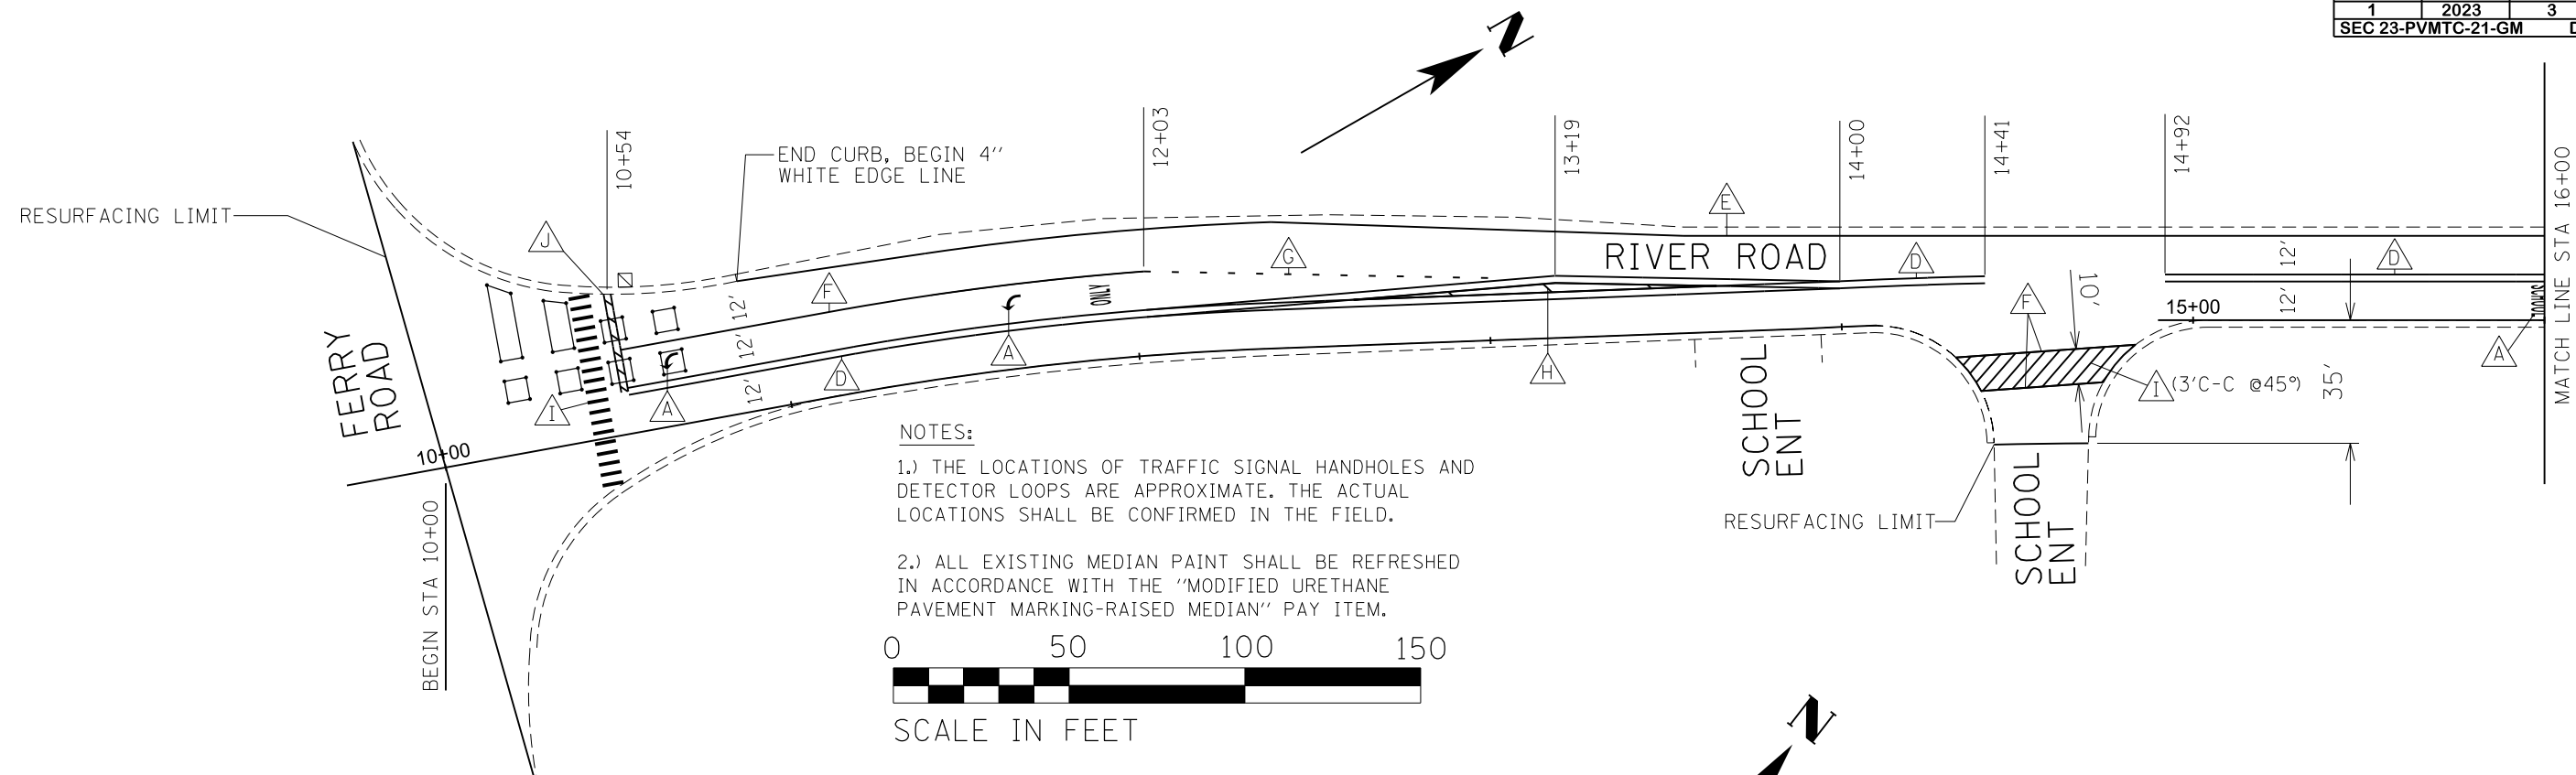 1 2023 3
SEC 23-PVMTC-21-GM D
N
10+54
12+03
13+19
14+00
14+41
14+92
END CURB, BEGIN 4"
WHITE EDGE LINE
RESURFACING LIMIT
J
E
G
F
D
D
RIVER ROAD
MATCH LINE STA 16+00
12'
12'
12'
12'
12'
ONLY
10'
F
15+00
SCHOOL
A
A
A
D
H
I
I (3'C-C @45°)
35'
FERRY
ROAD
10+00
BEGIN STA 10+00
SCHOOL
ENT
SCHOOL
ENT
RESURFACING LIMIT
NOTES:
1.) THE LOCATIONS OF TRAFFIC SIGNAL HANDHOLES AND
DETECTOR LOOPS ARE APPROXIMATE. THE ACTUAL
LOCATIONS SHALL BE CONFIRMED IN THE FIELD.
2.) ALL EXISTING MEDIAN PAINT SHALL BE REFRESHED
IN ACCORDANCE WITH THE "MODIFIED URETHANE
PAVEMENT MARKING-RAISED MEDIAN" PAY ITEM.
0 50 100 150
SCALE IN FEET
N